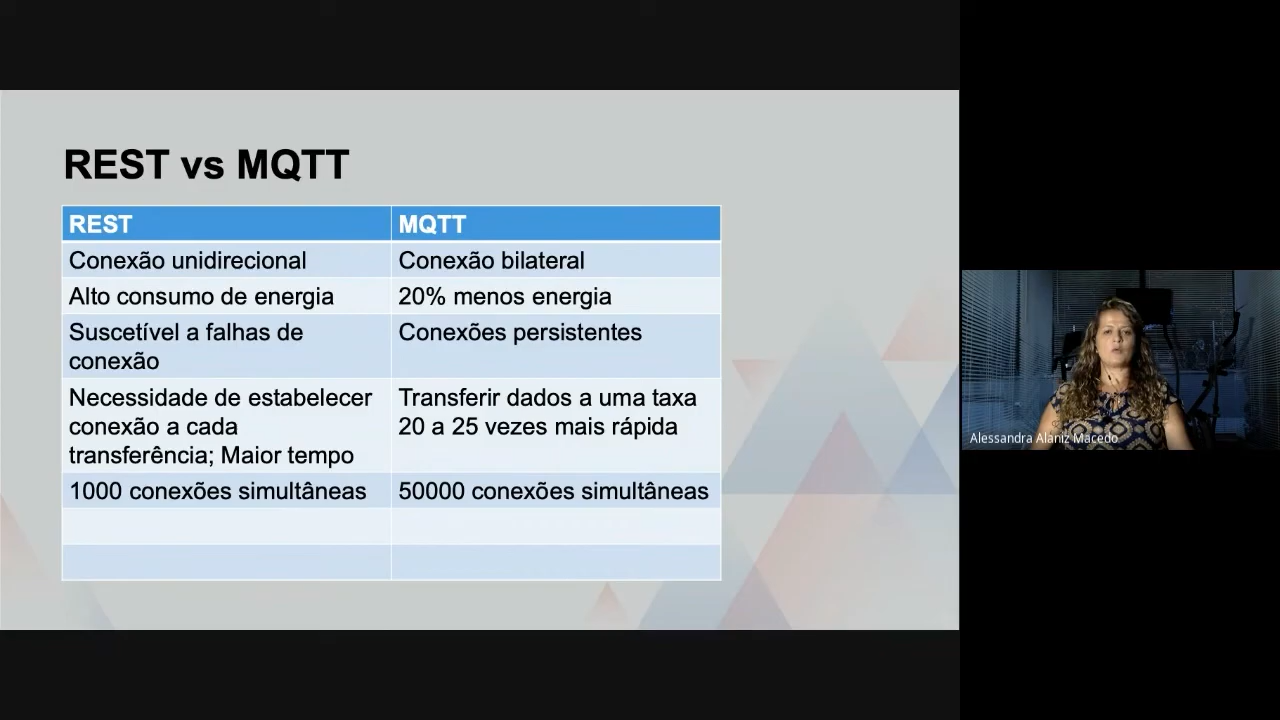 REST vs MQTT
REST
MQTT
Conexão unidirecional
Conexão bilateral
Alto consumo de energia
20% menos energia
Suscetível a falhas de
conexão
Conexões persistentes
Necessidade de estabelecer
conexão a cada
transferência; Maior tempo
Transferir dados a uma taxa
20 a 25 vezes mais rápida
1000 conexões simultâneas
50000 conexões simultâneas
Alessandra Alaniz Macedo